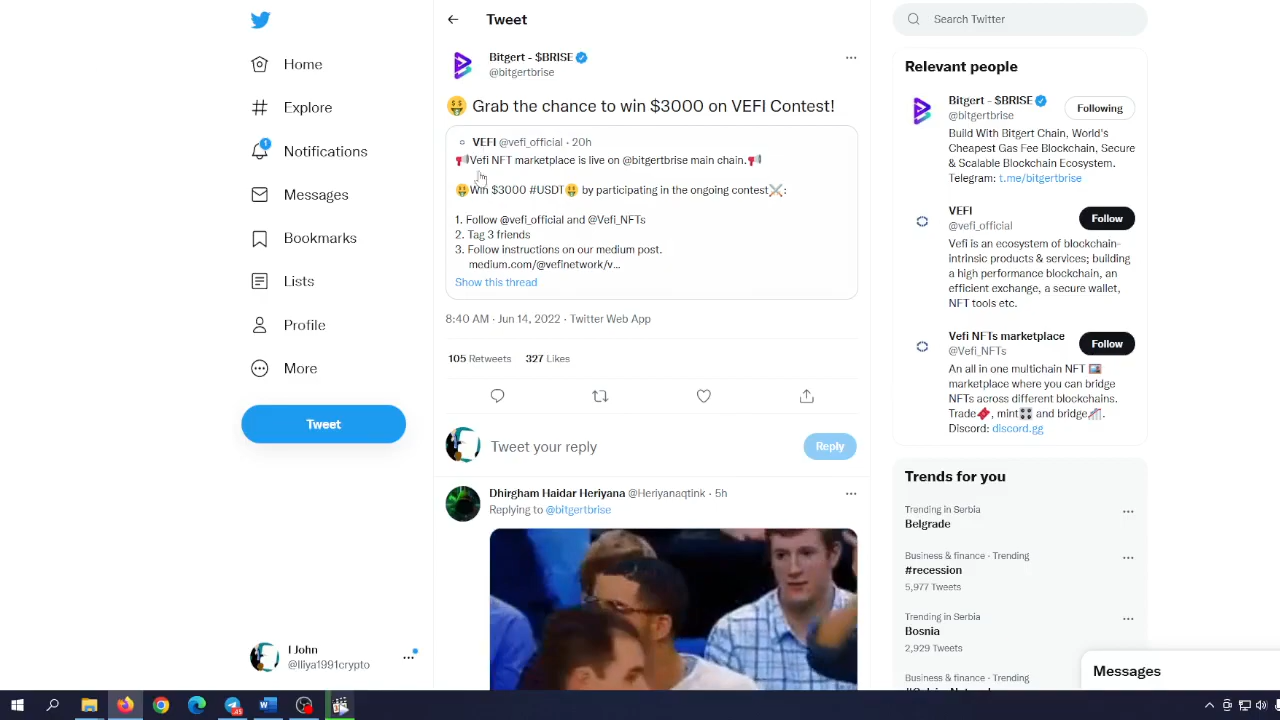 Tweet
Search Twitter
Home
Explore
1
Notifications
Messages
Bookmarks
Lists
Profile
More
Tweet
I John
@Iliya1991crypto
Bitgert - $BRISE
@bitgertbrise
Grab the chance to win $3000 on VEFI Contest!
VEFI @vefi_official · 20h
Vefi NFT marketplace is live on @bitgertbrise main chain.
Win $3000 #USDT by participating in the ongoing contest:
1. Follow @vefi_official and @Vefi_NFTs
2. Tag 3 friends
3. Follow instructions on our medium post.
medium.com/@vefinetwork/v...
Show this thread
8:40 AM · Jun 14, 2022 · Twitter Web App
105 Retweets 327 Likes
Tweet your reply
Reply
Dhirgham Haidar Heriyana @Heriyanaqtink · 5h
Replying to @bitgertbrise
Relevant people
Bitgert - $BRISE
@bitgertbrise
Following
Build With Bitgert Chain, World's
Cheapest Gas Fee Blockchain, Secure
& Scalable Blockchain Ecosystem.
Telegram: t.me/bitgertbrise
VEFI
@vefi_official
Follow
Vefi is an ecosystem of blockchain-
intrinsic products & services; building
a high performance blockchain, an
efficient exchange, a secure wallet,
NFT tools etc.
Vefi NFTs marketplace
@Vefi_NFTs
Follow
An all in one multichain NFT
marketplace where you can bridge
NFTs across different blockchains.
Trade, mint and bridge.
Discord: discord.gg
Trends for you
Trending in Serbia
Belgrade
Business & finance · Trending
#recession
5,977 Tweets
Trending in Serbia
Bosnia
2,929 Tweets
Business & finance · Trending
Messages